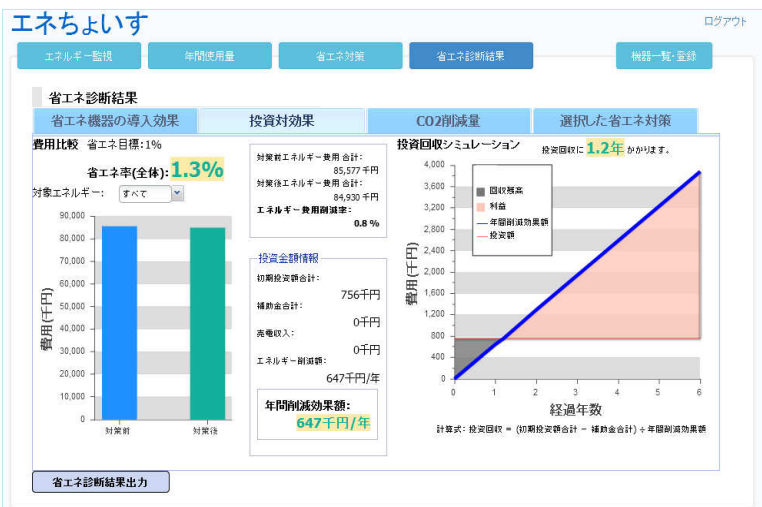 エネちょいす
ログアウト
エネルギー監視
年間使用量
省エネ対策
省エネ診断結果
機器一覧・登録
省エネ診断結果
省エネ機器の導入効果
投資対効果
CO2削減量
選択した省エネ対策
費用比較 省エネ目標:1%
省エネ率(全体):1.3%
対象エネルギー: すべて
90,000
80,000
70,000
60,000
50,000
40,000
30,000
20,000
10,000
0
費用(千円)
対策前
対策後
対策前エネルギー費用 合計:
85,577 千円
対策後エネルギー費用 合計:
84,930 千円
エネルギー費用削減率:
0.8 %
投資金額情報
初期投資額合計:
756千円
補助金合計:
0千円
売電収入:
0千円
エネルギー削減額:
647千円/年
年間削減効果額:
647千円/年
投資回収シミュレーション
投資回収に 1.2年 かかります。
4,000
3,600
3,200
2,800
2,400
2,000
1,600
1,200
800
400
0
費用(千円)
回収残高
利益
年間削減効果額
投資額
0 1 2 3 4 5 6
経過年数
計算式: 投資回収 = (初期投資額合計 − 補助金合計) ÷ 年間削減効果額
省エネ診断結果出力